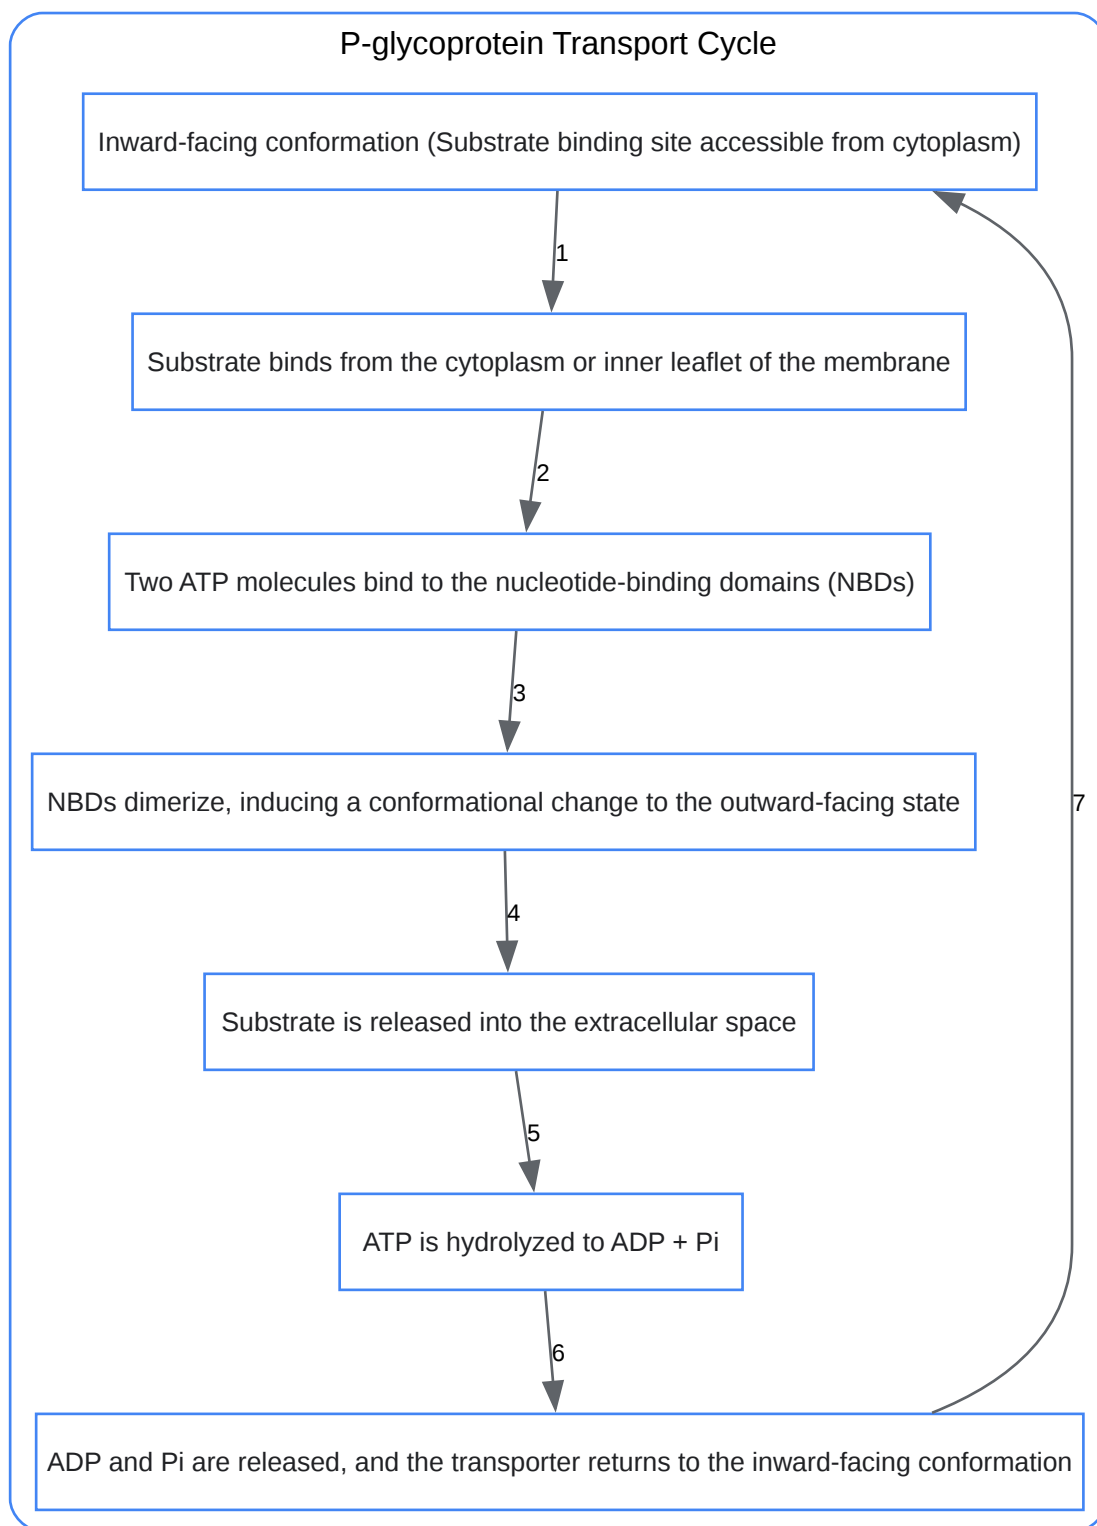 P-glycoprotein Transport Cycle
Inward-facing conformation (Substrate binding site accessible from cytoplasm)
1
Substrate binds from the cytoplasm or inner leaflet of the membrane
2
Two ATP molecules bind to the nucleotide-binding domains (NBDs)
3
NBDs dimerize, inducing a conformational change to the outward-facing state
7
4
Substrate is released into the extracellular space
5
ATP is hydrolyzed to ADP + Pi
6
ADP and Pi are released, and the transporter returns to the inward-facing conformation